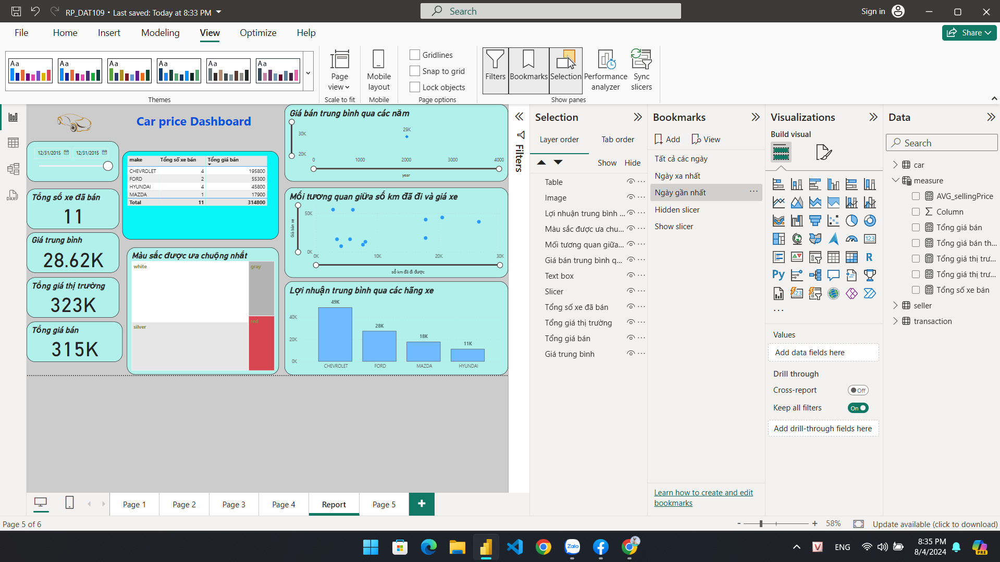 RP_DAT109 • Last saved: Today at 8:33 PM
Search
Sign in
File
Home
Insert
Modeling
View
Optimize
Help
Share
Aa
Aa
Aa
Aa
Aa
Aa
Themes
Page view
Scale to fit
Mobile layout
Mobile
Gridlines
Snap to grid
Lock objects
Page options
Filters
Bookmarks
Selection
Performance analyzer
Sync slicers
Show panes
Car price Dashboard
12/31/2015
12/31/2015
Tổng số xe đã bán
11
Giá trung bình
28.62K
Tổng giá thị trường
323K
Tổng giá bán
315K
make Tổng số xe bán Tổng giá bán
CHEVROLET 4 195800
FORD 2 55300
HYUNDAI 4 45800
MAZDA 1 17900
Total 11 314800
Màu sắc được ưa chuộng nhất
white
gray
silver
red
Giá bán trung bình qua các năm
29K
30K
20K
0 1000 2000 3000 4000
year
Mối tương quan giữa số km đã đi và giá xe
Giá bán xe
50K
0K
0K 10K 20K 30K
số km đã đi được
Lợi nhuận trung bình qua các hãng xe
49K
28K
18K
11K
40K
20K
0K
CHEVROLET FORD MAZDA HYUNDAI
Filters
Selection
Layer order
Tab order
Show
Hide
Table
Image
Lợi nhuận trung bình ...
Màu sắc được ưa chu...
Mối tương quan giữa...
Giá bán trung bình q...
Text box
Slicer
Tổng số xe đã bán
Tổng giá thị trường
Tổng giá bán
Giá trung bình
Bookmarks
Add
View
Tất cả các ngày
Ngày xa nhất
Ngày gần nhất
Hidden slicer
Show slicer
Learn how to create and edit
bookmarks
Visualizations
Build visual
123
R
Py
123
Values
Add data fields here
Drill through
Cross-report
Off
Keep all filters
On
Add drill-through fields here
Data
Search
car
measure
AVG_sellingPrice
Column
Tổng giá bán
Tổng giá bán th...
Tổng giá thị trư...
Tổng giá thị trư...
Tổng số xe bán
seller
transaction
DAX
Page 1
Page 2
Page 3
Page 4
Report
Page 5
+
Page 5 of 6
- + 58%
Update available (click to download)
Zalo
V
ENG
8:35 PM
8/4/2024
PRE